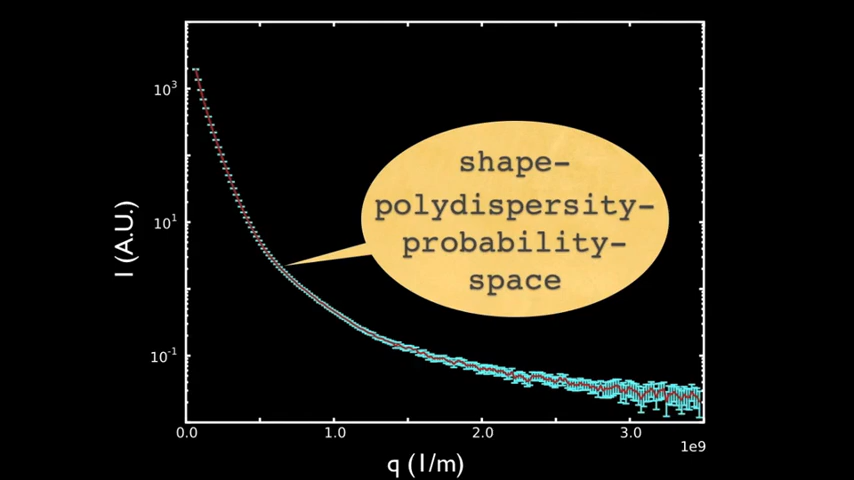 10³
10¹
10⁻¹
I (A.U.)
shape-
polydispersity-
probability-
space
0.0 1.0 2.0 3.0
1e9
q (1/m)